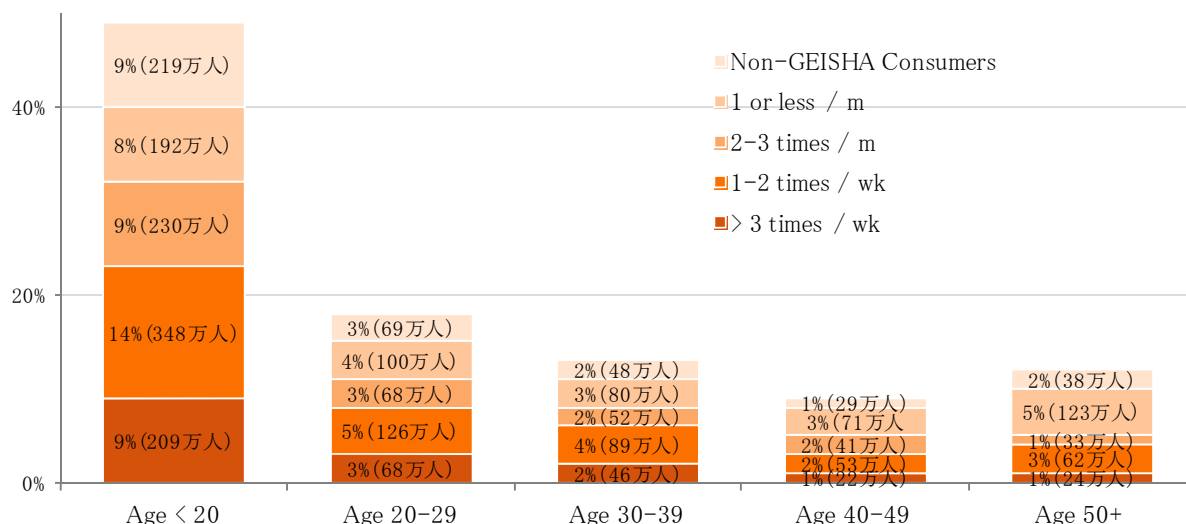 40%
20%
0%
9%(219万人)
8%(192万人)
9%(230万人)
14%(348万人)
9%(209万人)
3%(69万人)
4%(100万人)
3%(68万人)
5%(126万人)
3%(68万人)
2%(48万人)
3%(80万人)
2%(52万人)
4%(89万人)
2%(46万人)
1%(29万人)
3%(71万人
2%(41万人)
2%(53万人)
1%(22万人)
2%(38万人)
5%(123万人)
1%(33万人)
3%(62万人)
1%(24万人)
Non-GEISHA Consumers
1 or less / m
2-3 times / m
1-2 times / wk
> 3 times / wk
Age < 20
Age 20-29
Age 30-39
Age 40-49
Age 50+